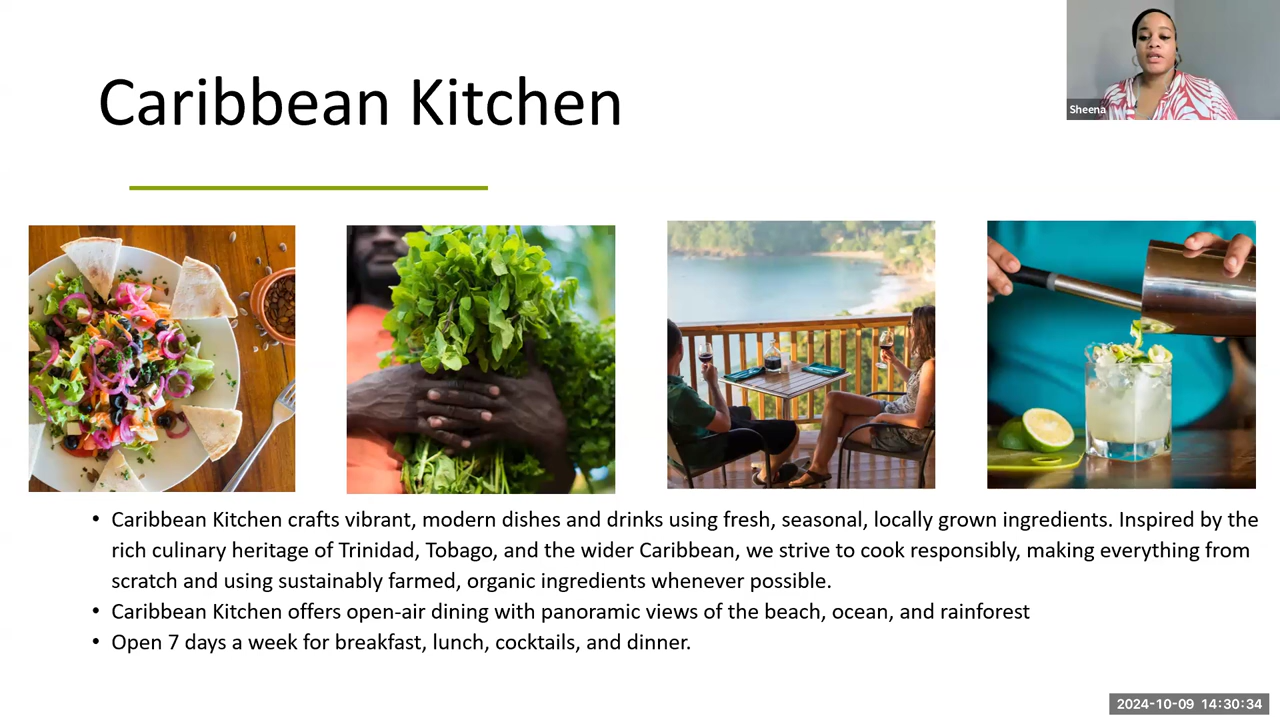 Caribbean Kitchen
Sheena
• Caribbean Kitchen crafts vibrant, modern dishes and drinks using fresh, seasonal, locally grown ingredients. Inspired by the
rich culinary heritage of Trinidad, Tobago, and the wider Caribbean, we strive to cook responsibly, making everything from
scratch and using sustainably farmed, organic ingredients whenever possible.
• Caribbean Kitchen offers open-air dining with panoramic views of the beach, ocean, and rainforest
• Open 7 days a week for breakfast, lunch, cocktails, and dinner.
2024-10-09 14:30:34